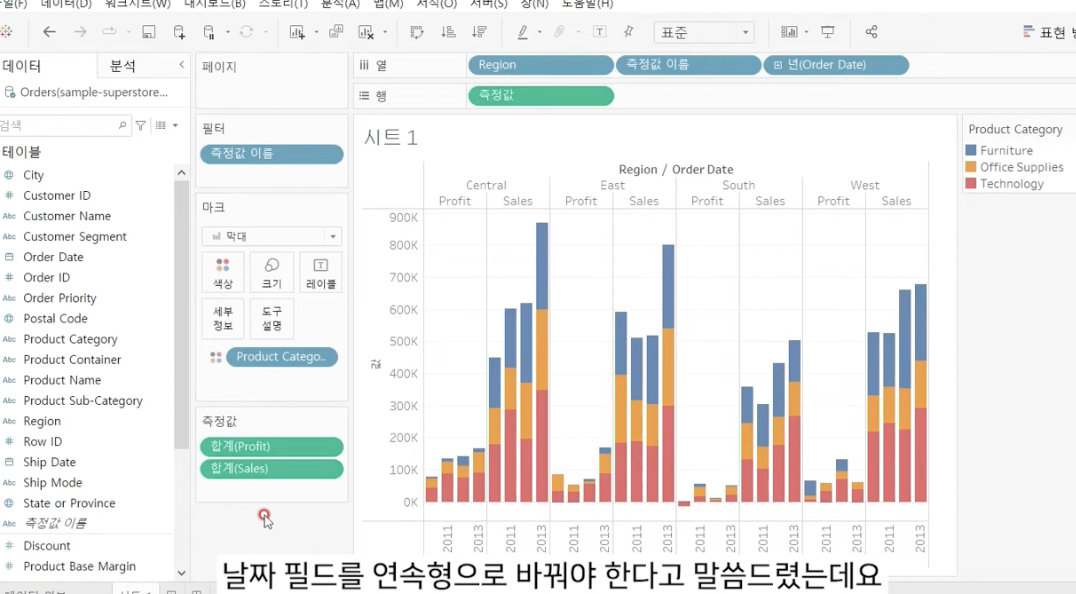 데이터(D) 워크시트(W) 대시보드(B) 스토리(T) 분석(A) 맵(M) 서식(O) 서버(S) 창(N) 도움말(H)
표준
표현
데이터 분석
Orders(sample-superstore...
검색
테이블
City
Customer ID
Customer Name
Customer Segment
Order Date
Order ID
Order Priority
Postal Code
Product Category
Product Container
Product Name
Product Sub-Category
Region
Row ID
Ship Date
Ship Mode
State or Province
측정값 이름
Discount
Product Base Margin
페이지
필터
측정값 이름
마크
막대
색상 크기 레이블
세부 정보 도구 설명
Product Catego..
측정값
합계(Profit)
합계(Sales)
열 Region 측정값 이름 년(Order Date)
행 측정값
시트 1
Region / Order Date
Central East South West
Profit Sales Profit Sales Profit Sales Profit Sales
900K
800K
700K
600K
500K
400K
300K
200K
100K
0K
값
2011 2013 2011 2013 2011 2013 2011 2013 2011 2013 2011 2013 2011 2013 2011 2013
Product Category
Furniture
Office Supplies
Technology
날짜 필드를 연속형으로 바꿔야 한다고 말씀드렸는데요